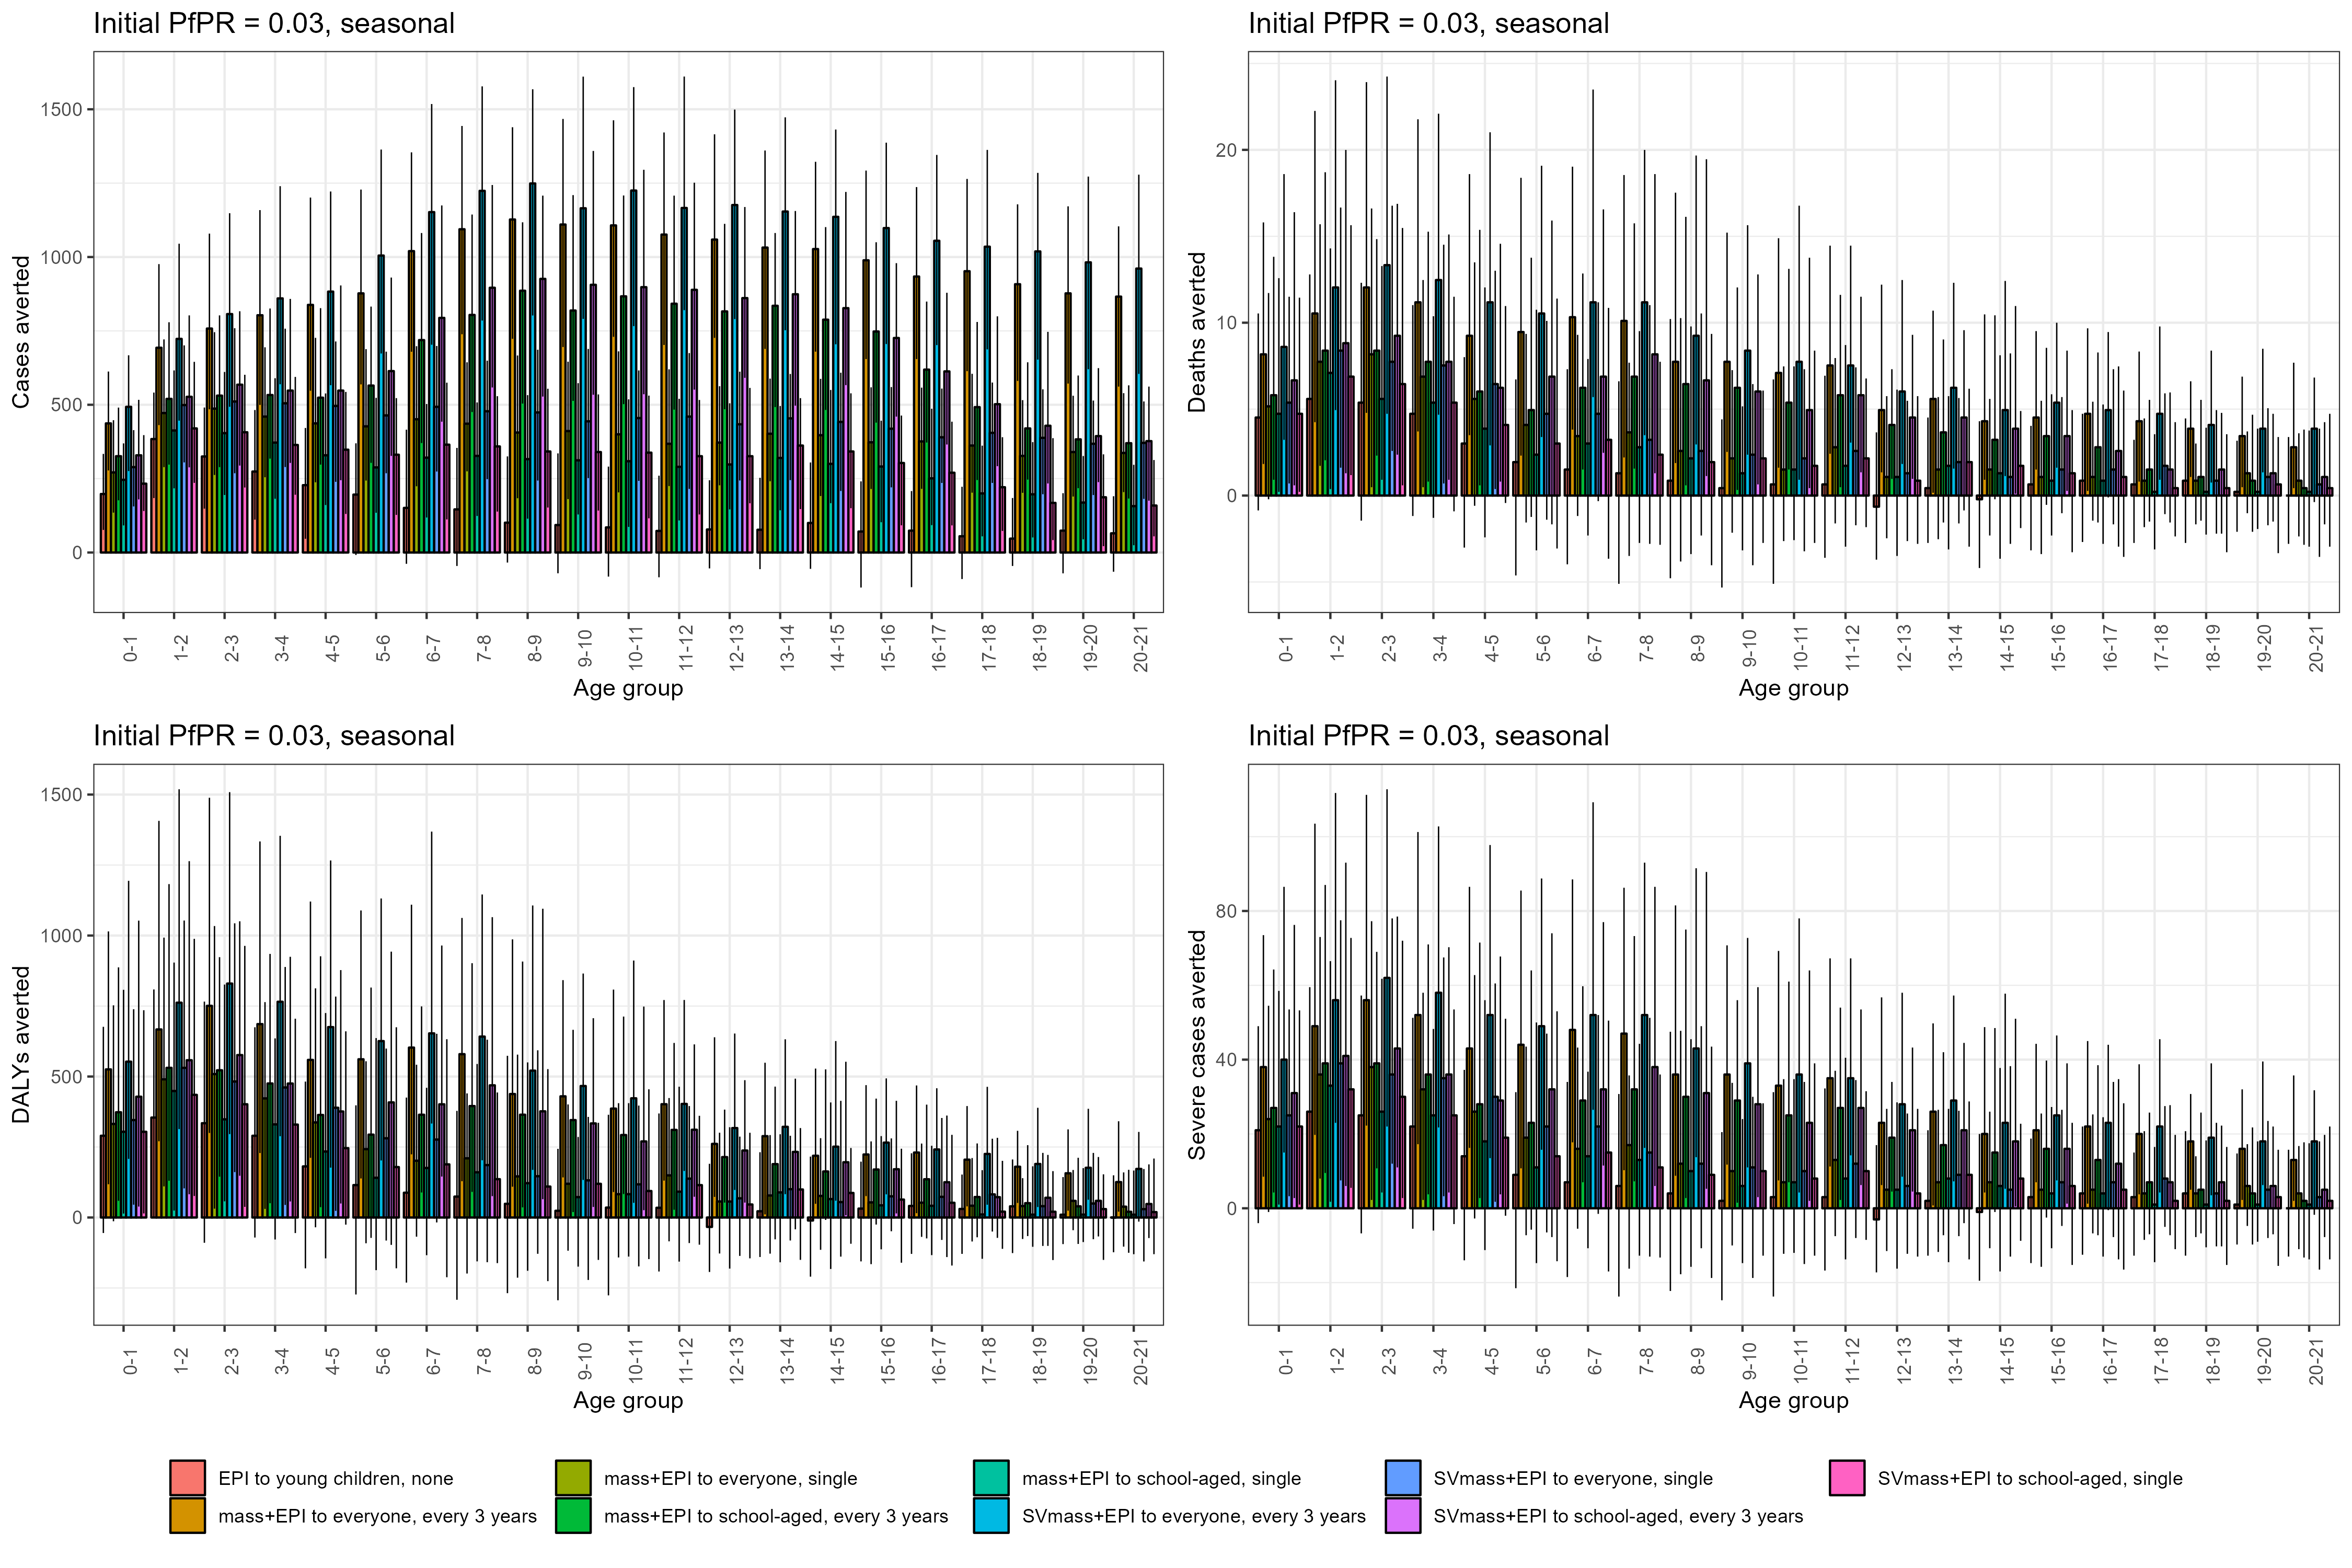 Initial PfPR = 0.03, seasonal
Cases averted
1500
1000
500
0
0-1 1-2 2-3 3-4 4-5 5-6 6-7 7-8 8-9 9-10 10-11 11-12 12-13 13-14 14-15 15-16 16-17 17-18 18-19 19-20 20-21
Age group
Initial PfPR = 0.03, seasonal
Deaths averted
20
10
0
0-1 1-2 2-3 3-4 4-5 5-6 6-7 7-8 8-9 9-10 10-11 11-12 12-13 13-14 14-15 15-16 16-17 17-18 18-19 19-20 20-21
Age group
Initial PfPR = 0.03, seasonal
DALYs averted
1500
1000
500
0
0-1 1-2 2-3 3-4 4-5 5-6 6-7 7-8 8-9 9-10 10-11 11-12 12-13 13-14 14-15 15-16 16-17 17-18 18-19 19-20 20-21
Age group
Initial PfPR = 0.03, seasonal
Severe cases averted
80
40
0
0-1 1-2 2-3 3-4 4-5 5-6 6-7 7-8 8-9 9-10 10-11 11-12 12-13 13-14 14-15 15-16 16-17 17-18 18-19 19-20 20-21
Age group
EPI to young children, none
mass+EPI to everyone, every 3 years
mass+EPI to everyone, single
mass+EPI to school-aged, every 3 years
mass+EPI to school-aged, single
SVmass+EPI to everyone, every 3 years
SVmass+EPI to everyone, single
SVmass+EPI to school-aged, every 3 years
SVmass+EPI to school-aged, single